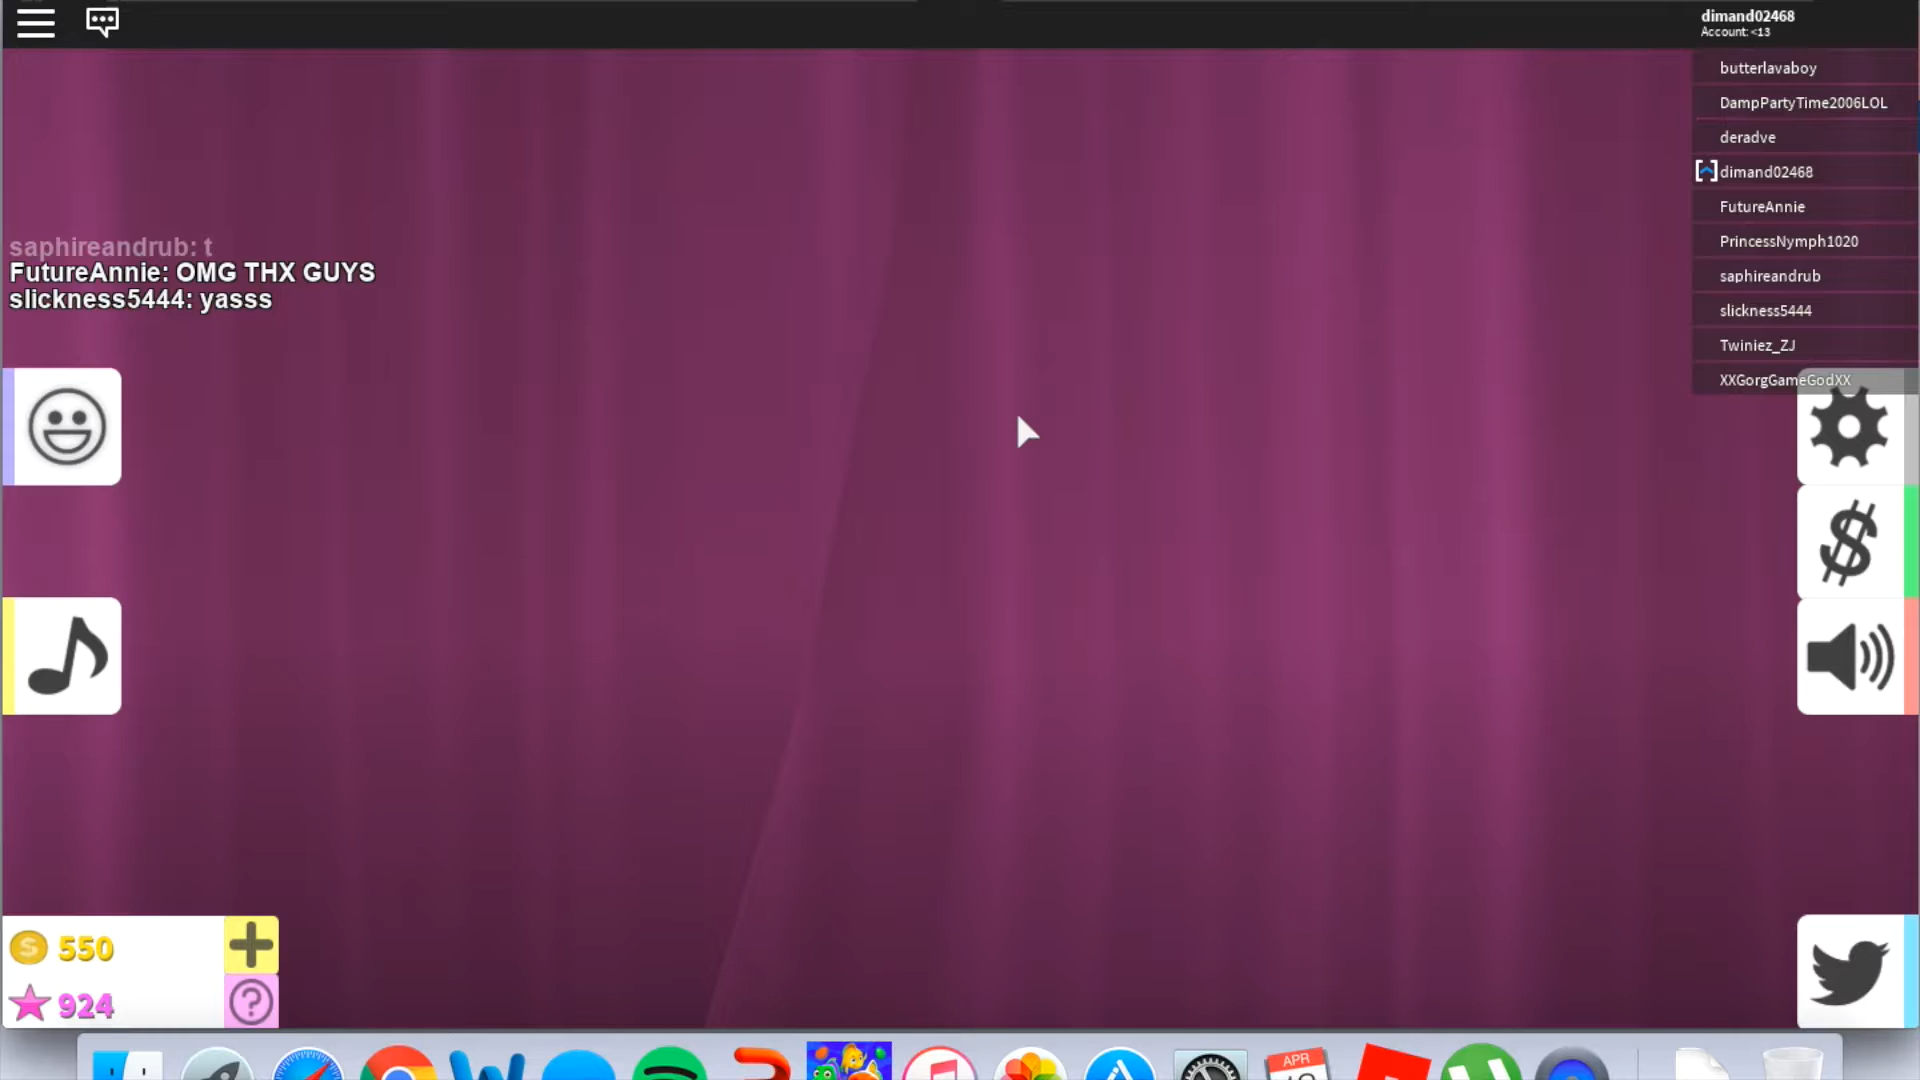 dimand02468
Account: <13
butterlavaboy
DampPartyTime2006LOL
deradve
dimand02468
FutureAnnie
PrincessNymph1020
saphireandrub
slickness5444
Twiniez_ZJ
XXGorgGameGodXX
saphireandrub: t
FutureAnnie: OMG THX GUYS
slickness5444: yasss
550
924
APR